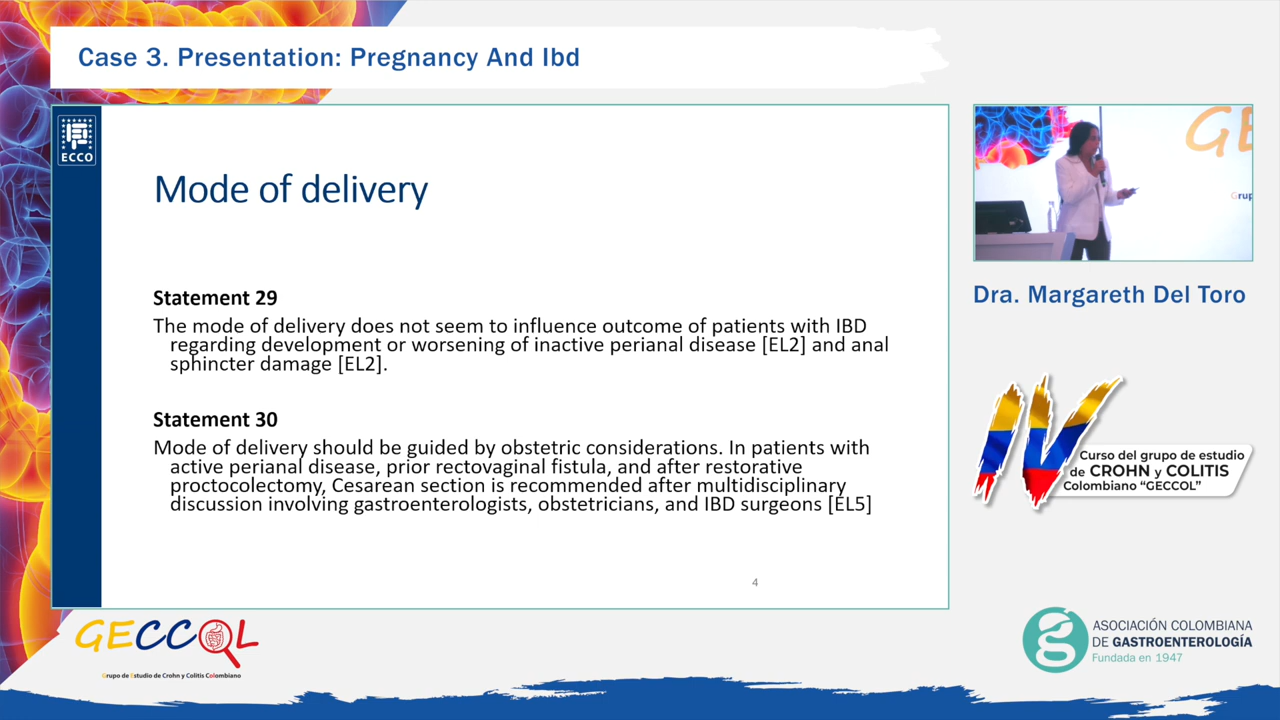 Case 3. Presentation: Pregnancy And Ibd
ECCO
Mode of delivery
Statement 29
The mode of delivery does not seem to influence outcome of patients with IBD
regarding development or worsening of inactive perianal disease [EL2] and anal
sphincter damage [EL2].
Statement 30
Mode of delivery should be guided by obstetric considerations. In patients with
active perianal disease, prior rectovaginal fistula, and after restorative
proctocolectomy, Cesarean section is recommended after multidisciplinary
discussion involving gastroenterologists, obstetricians, and IBD surgeons [EL5]
4
GE
Grup
Dra. Margareth Del Toro
IV
Curso del grupo de estudio
de CROHN y COLITIS
Colombiano “GECCOL”
GECCOL
Grupo de Estudio de Crohn y Colitis Colombiano
ASOCIACIÓN COLOMBIANA
DE GASTROENTEROLOGÍA
Fundada en 1947